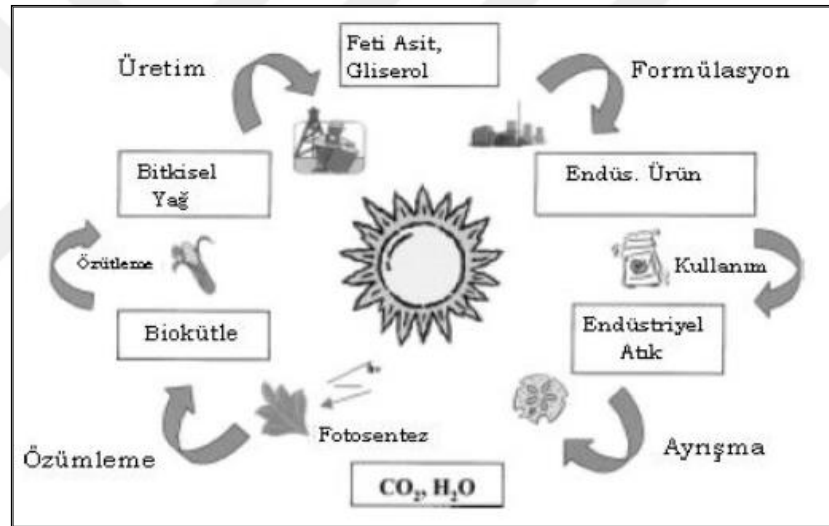 Feti Asit,
Gliserol
Üretim
Formülasyon
Bitkisel
Yağ
Endüs. Ürün
Özütleme
Kullanım
Biokütle
Endüstriyel
Atık
Fotosentez
Özümleme
Ayrışma
CO₂, H₂O